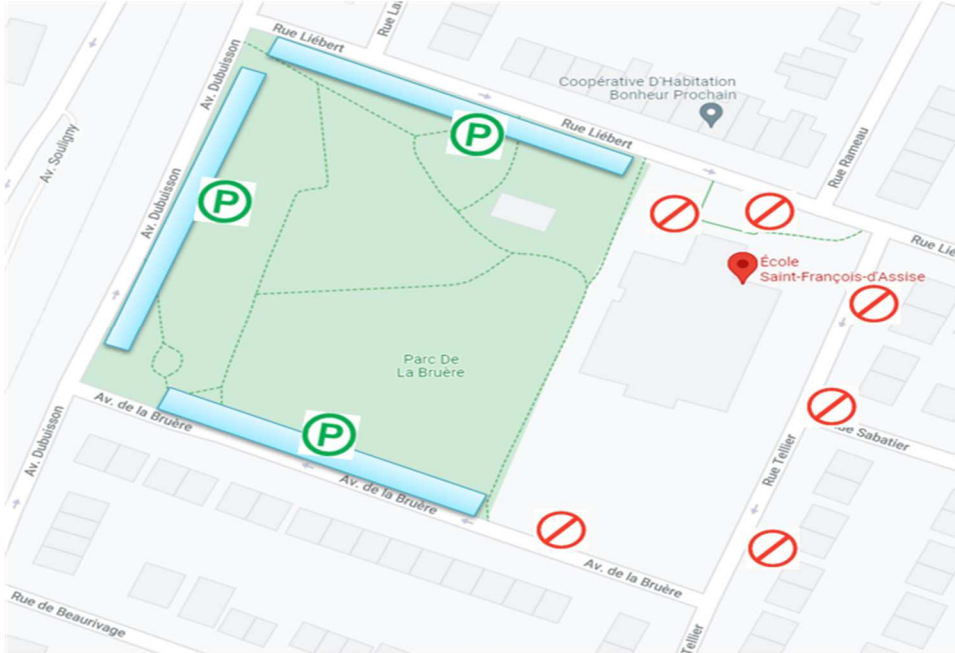 Rue Liébert
Av. Dubuisson
Coopérative D'Habitation
Bonheur Prochain
P
Rue Liébert
Av. Souligny
Rue Rameau
Av. Dubuisson
P
École
Saint-François-d'Assise
Parc De
La Bruère
Av. de la Bruère
P
Av. Dubuisson
Sabatier
Rue Tellier
Av. de la Bruère
Av. de la Bruère
Rue de Beaurivage
Tellier